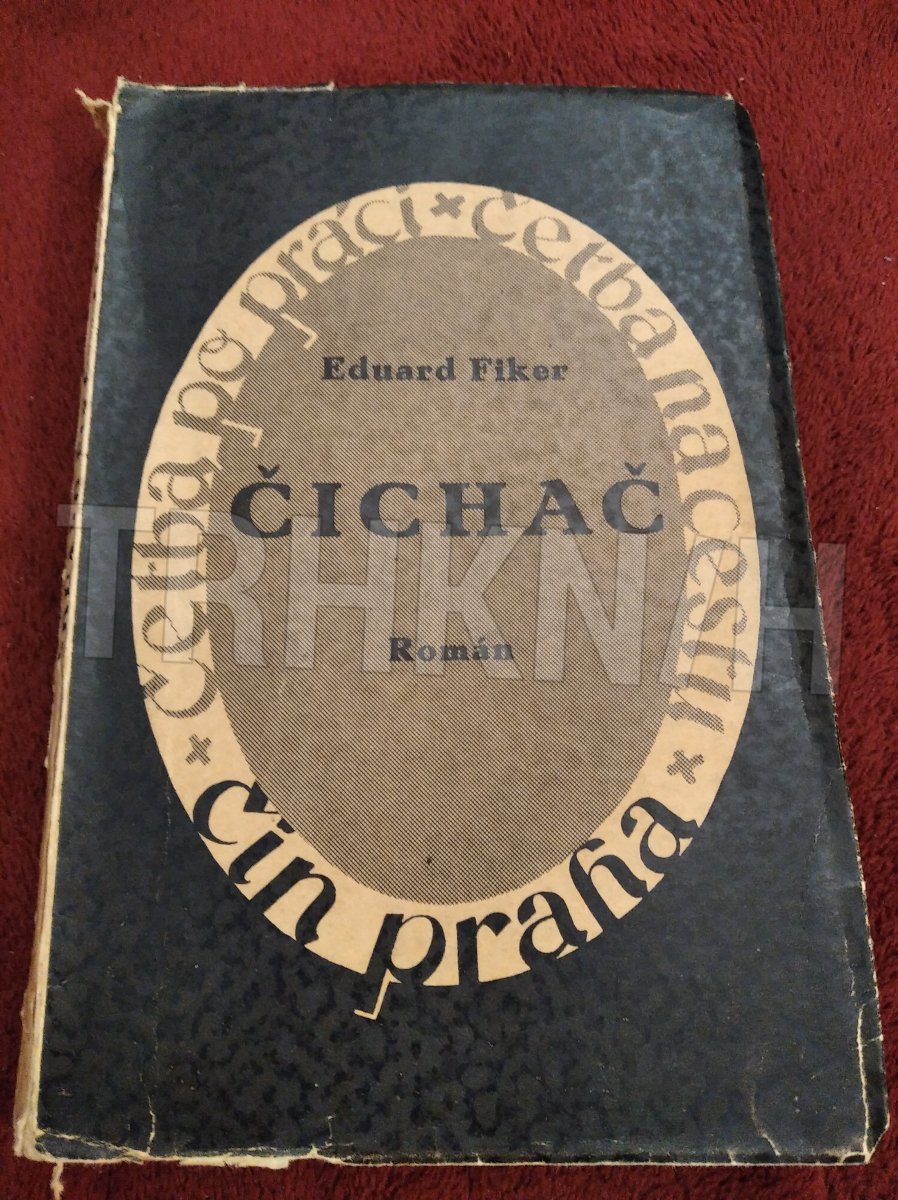 četba po práci × četba na cestu ×
Eduard Fiker
ČICHAČ
Román
čin praha ×
TRHKNIH